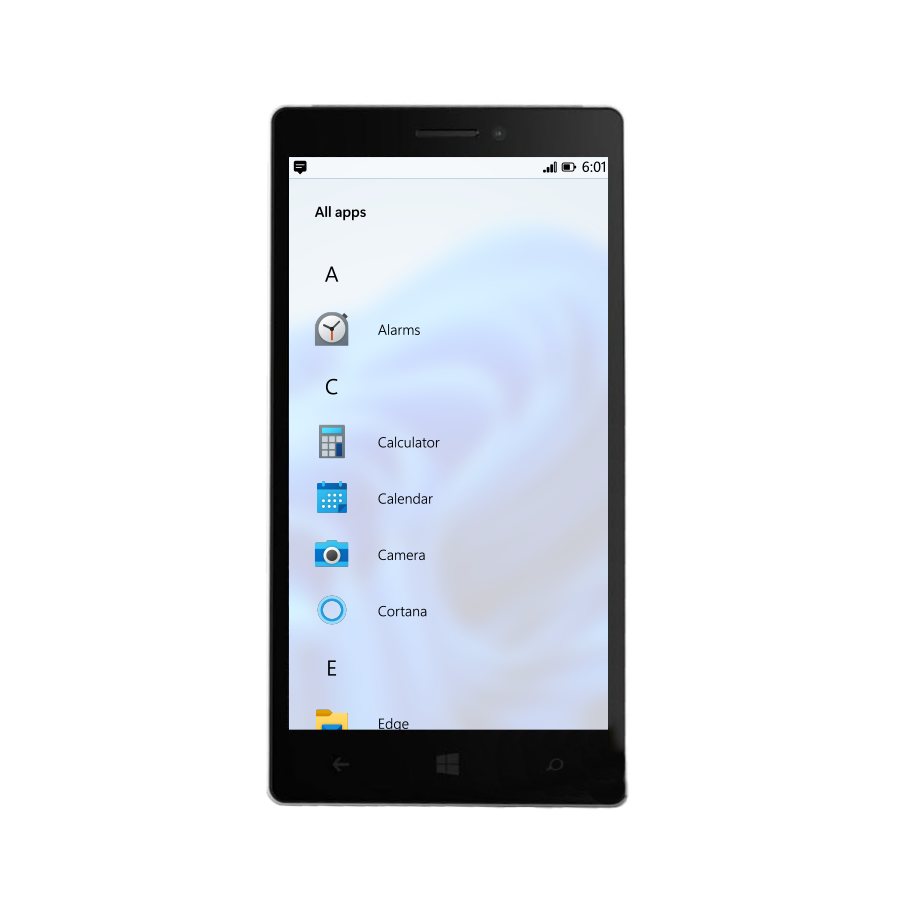 6:01
All apps
A
Alarms
C
Calculator
Calendar
Camera
Cortana
E
Edge